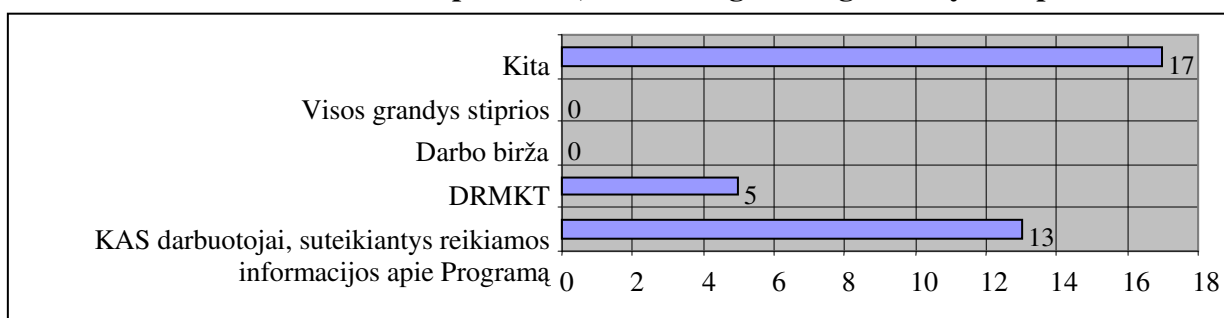 Kita 17
Visos grandys stiprios 0
Darbo birža 0
DRMKT 5
KAS darbuotojai, suteikiantys reikiamos
informacijos apie Programą 13
0 2 4 6 8 10 12 14 16 18